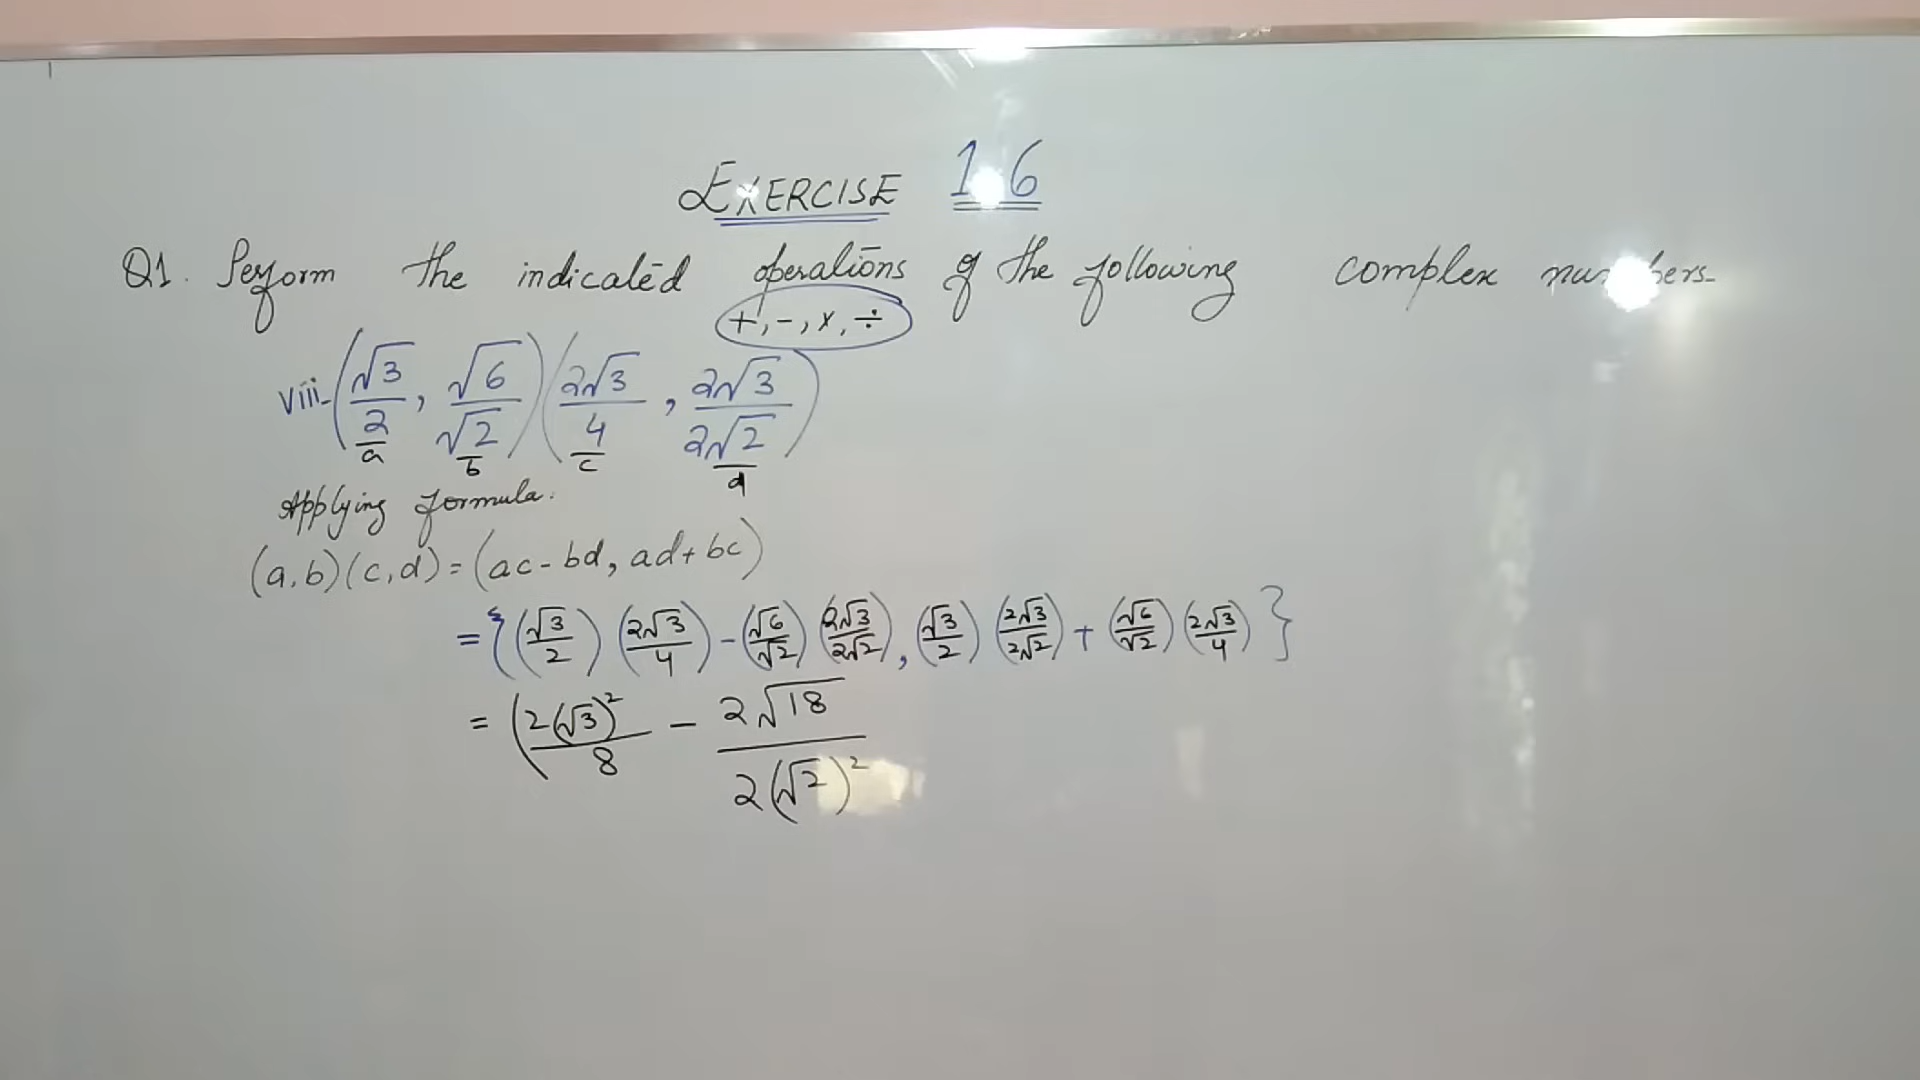 EXERCISE 1.6
Q1. Perform the indicated operations of the following complex numbers.
+, -, x, ÷
viii- (√3/2, √6/√2)(2√3/4, 2√3/2√2)
a b c d
Applying formula.
(a,b)(c,d) = (ac - bd, ad + bc)
= {(√3/2)(2√3/4) - (√6/√2)(2√3/2√2), (√3/2)(2√3/2√2) + (√6/√2)(2√3/4)}
= (2(√3)²/8 - 2√18/2(√2)²